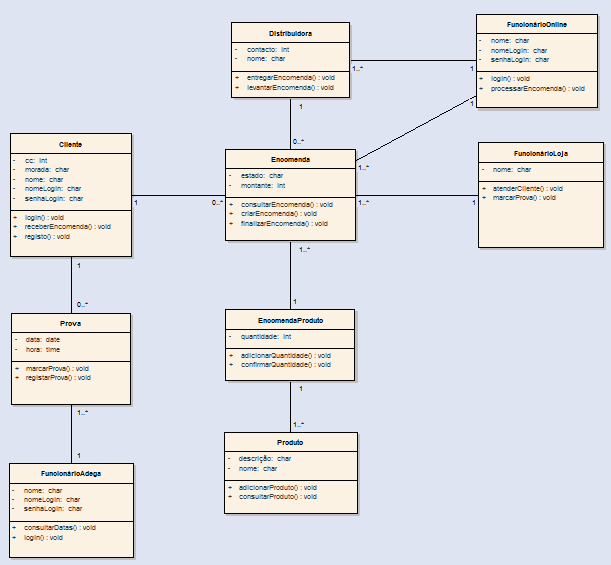 Distribuidora
- contacto: int
- nome: char
+ entregarEncomenda() : void
+ levantarEncomenda() : void
FuncionárioOnline
- nome: char
- nomeLogin: char
- senhaLogin: char
+ login() : void
+ processarEncomenda() : void
1..*
1
1
1
0..*
Cliente
- cc: int
- morada: char
- nome: char
- nomeLogin: char
- senhaLogin: char
+ login() : void
+ receberEncomenda() : void
+ registo() : void
Encomenda
- estado: char
- montante: int
+ consultarEncomenda() : void
+ criarEncomenda() : void
+ finalizarEncomenda() : void
FuncionárioLoja
- nome: char
+ atenderCliente() : void
+ marcarProva() : void
1..*
1
0..*
1..*
1
1..*
1
1
0..*
Prova
- data: date
- hora: time
+ marcarProva() : void
+ registarProva() : void
EncomendaProduto
- quantidade: int
+ adicionarQuantidade() : void
+ confirmarQuantidade() : void
1
1..*
1..*
1
Produto
- descrição: char
- nome: char
+ adicionarProduto() : void
+ consultarProduto() : void
FuncionárioAdega
- nome: char
- nomeLogin: char
- senhaLogin: char
+ consultarDatas() : void
+ login() : void